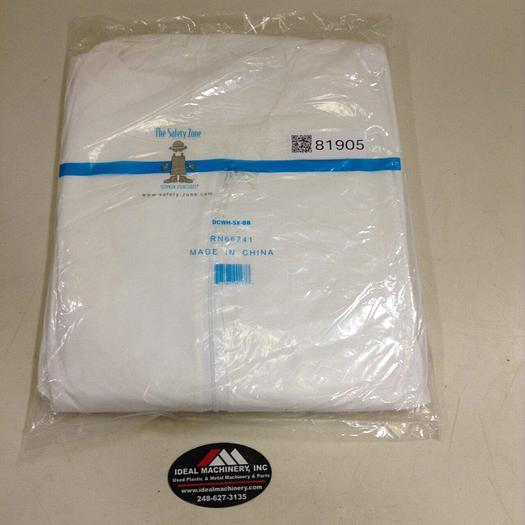 The Safety Zone
81905
www.safety-zone.com
DCWH-5X-BB
RN66741
MADE IN CHINA
IDEAL MACHINERY, INC
Used Plastic & Metal Machinery & Parts
www.idealmachinery.com
248-627-3135